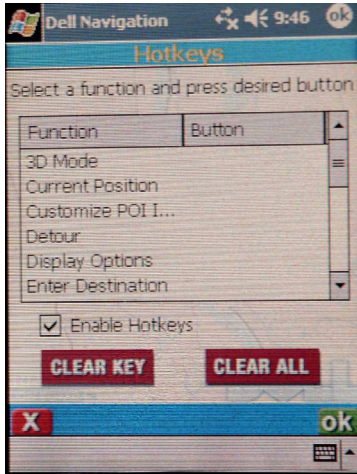 Dell Navigation 9:46 ok
Hotkeys
Select a function and press desired button
Function Button
3D Mode
Current Position
Customize POI I...
Detour
Display Options
Enter Destination
Enable Hotkeys
CLEAR KEY CLEAR ALL
X ok